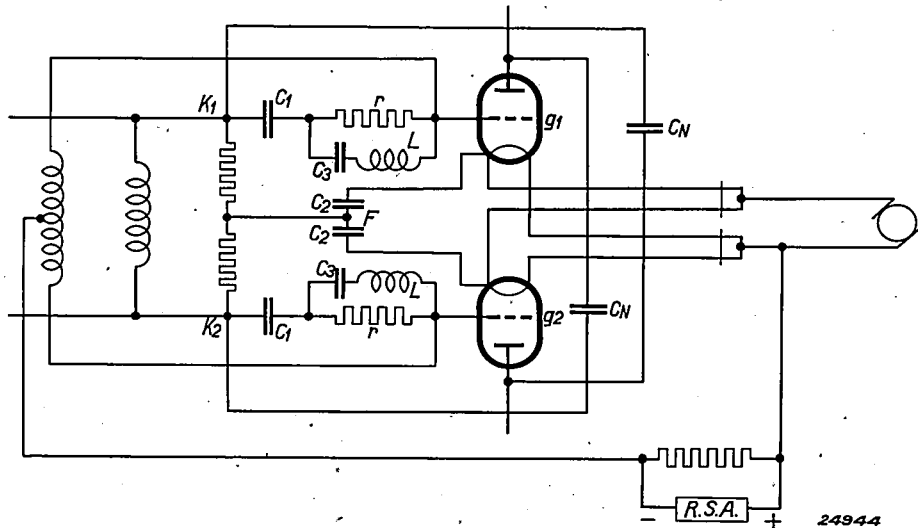 K1
C1
r
L
C3
g1
CN
C2
F
C2
C3
L
K2
C1
r
g2
CN
R.S.A.
- +
24944